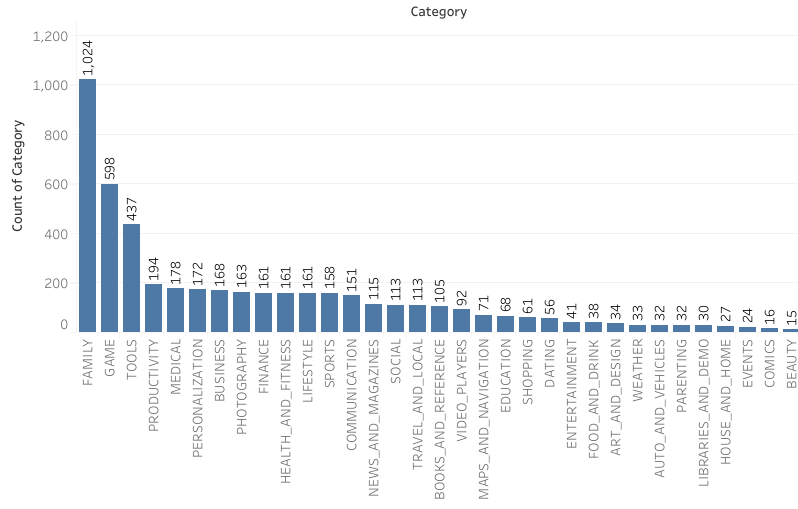 Category
Count of Category
1,200
1,000
800
600
400
200
0
1,024
598
437
194
178
172
168
163
161
161
161
158
151
115
113
113
105
92
71
68
61
56
41
38
34
33
32
32
30
27
24
16
15
FAMILY
GAME
TOOLS
PRODUCTIVITY
MEDICAL
PERSONALIZATION
BUSINESS
PHOTOGRAPHY
FINANCE
HEALTH_AND_FITNESS
LIFESTYLE
SPORTS
COMMUNICATION
NEWS_AND_MAGAZINES
SOCIAL
TRAVEL_AND_LOCAL
BOOKS_AND_REFERENCE
VIDEO_PLAYERS
MAPS_AND_NAVIGATION
EDUCATION
SHOPPING
DATING
ENTERTAINMENT
FOOD_AND_DRINK
ART_AND_DESIGN
WEATHER
AUTO_AND_VEHICLES
PARENTING
LIBRARIES_AND_DEMO
HOUSE_AND_HOME
EVENTS
COMICS
BEAUTY